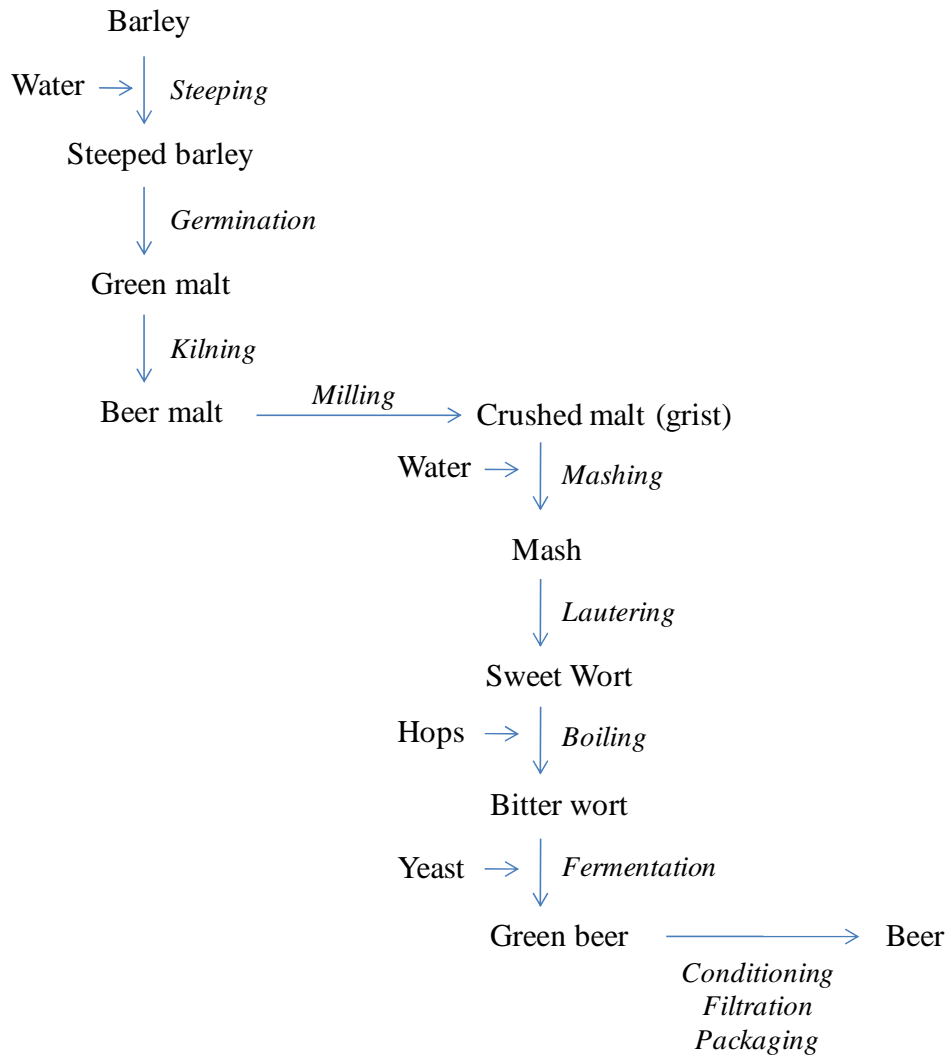 Barley
Water
Steeping
Steeped barley
Germination
Green malt
Kilning
Beer malt
Milling
Crushed malt (grist)
Water
Mashing
Mash
Lautering
Sweet Wort
Hops
Boiling
Bitter wort
Yeast
Fermentation
Green beer
Beer
Conditioning
Filtration
Packaging